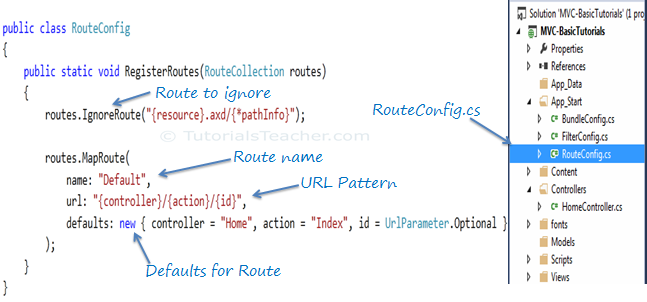 public class RouteConfig
{
public static void RegisterRoutes(RouteCollection routes)
{
Route to ignore
routes.IgnoreRoute("{resource}.axd/{*pathInfo}");
© TutorialsTeacher.com
routes.MapRoute(
Route name
name: "Default",
URL Pattern
url: "{controller}/{action}/{id}",
defaults: new { controller = "Home", action = "Index", id = UrlParameter.Optional }
);
Defaults for Route
}
}
RouteConfig.cs
Solution 'MVC-BasicTutorials' (1 pro
MVC-BasicTutorials
Properties
References
App_Data
App_Start
BundleConfig.cs
FilterConfig.cs
RouteConfig.cs
Content
Controllers
HomeController.cs
fonts
Models
Scripts
Views